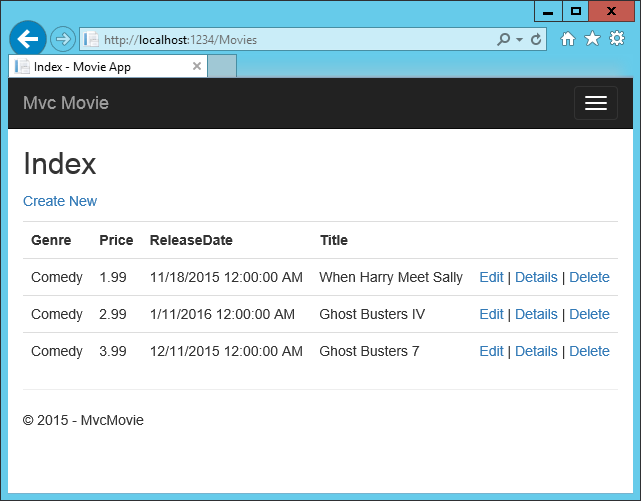 http://localhost:1234/Movies
Index - Movie App
Mvc Movie
Index
Create New
Genre Price ReleaseDate Title
Comedy 1.99 11/18/2015 12:00:00 AM When Harry Meet Sally Edit | Details | Delete
Comedy 2.99 1/11/2016 12:00:00 AM Ghost Busters IV Edit | Details | Delete
Comedy 3.99 12/11/2015 12:00:00 AM Ghost Busters 7 Edit | Details | Delete
© 2015 - MvcMovie